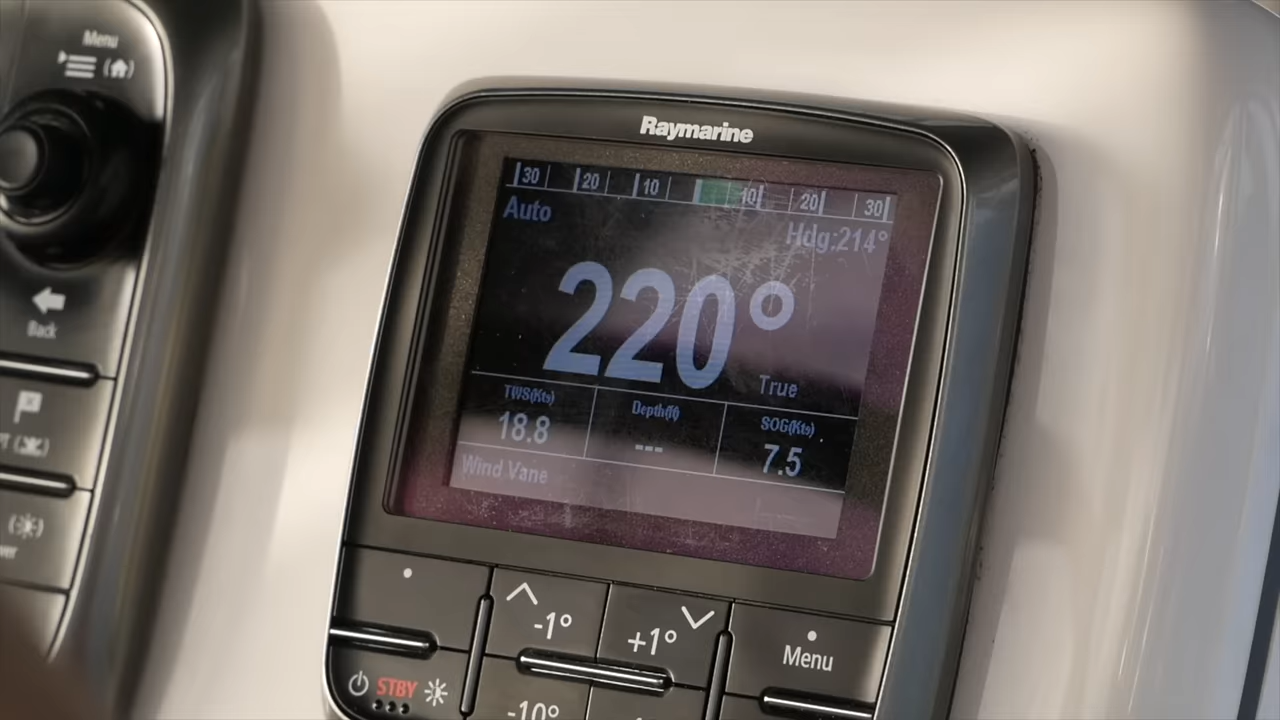 Menu
Back
Raymarine
30 20 10 10 20 30
Auto
Hdg:214°
220°
True
TWS(Kts) Depth(ft) SOG(Kts)
18.8 --- 7.5
Wind Vane
-1° +1°
Menu
STBY
-10°